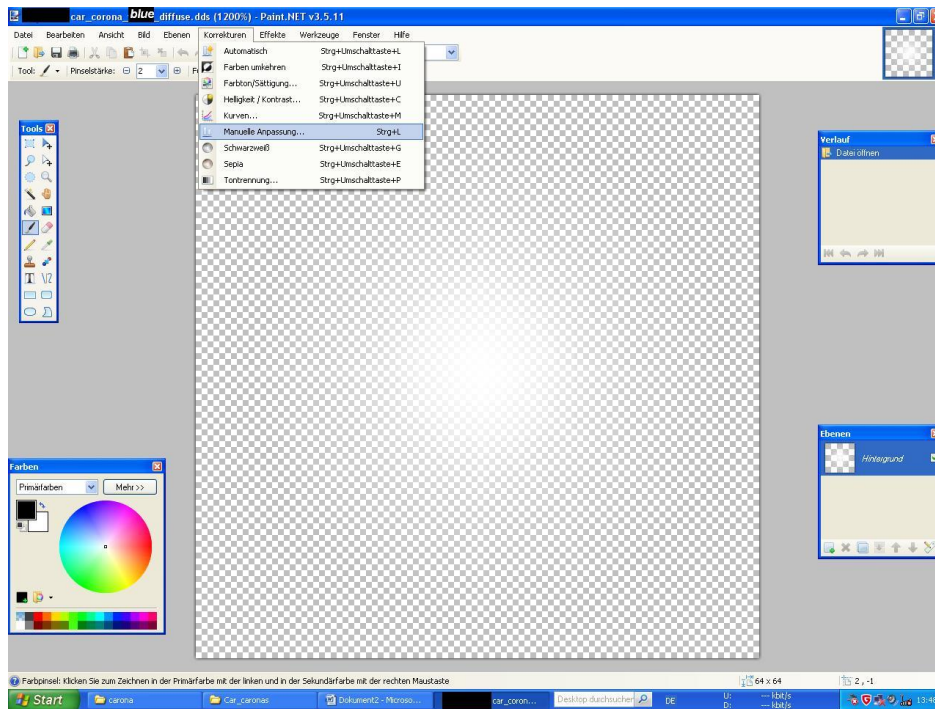 car_corona_blue_diffuse.dds (1200%) - Paint.NET v3.5.11
Datei Bearbeiten Ansicht Bild Ebenen Korrekturen Effekte Werkzeuge Fenster Hilfe
Automatisch Strg+Umschalttaste+L
Tool: Pinselstärke: 2
Farben umkehren Strg+Umschalttaste+I
Farbton/Sättigung... Strg+Umschalttaste+U
Helligkeit / Kontrast... Strg+Umschalttaste+C
Kurven... Strg+Umschalttaste+M
Manuelle Anpassung... Strg+L
Schwarzweiß Strg+Umschalttaste+G
Sepia Strg+Umschalttaste+E
Tontrennung... Strg+Umschalttaste+P
Tools
Verlauf
Datei öffnen
Ebenen
Hintergrund
Farben
Primärfarben Mehr >>
Farbpinsel: Klicken Sie zum Zeichnen in der Primärfarbe mit der linken und in der Sekundärfarbe mit der rechten Maustaste
64 x 64
2, -1
Start carona Car_caronas Dokument2 - Microso... car_coron... Desktop durchsuchen DE
U: --- kbit/s
D: --- kbit/s